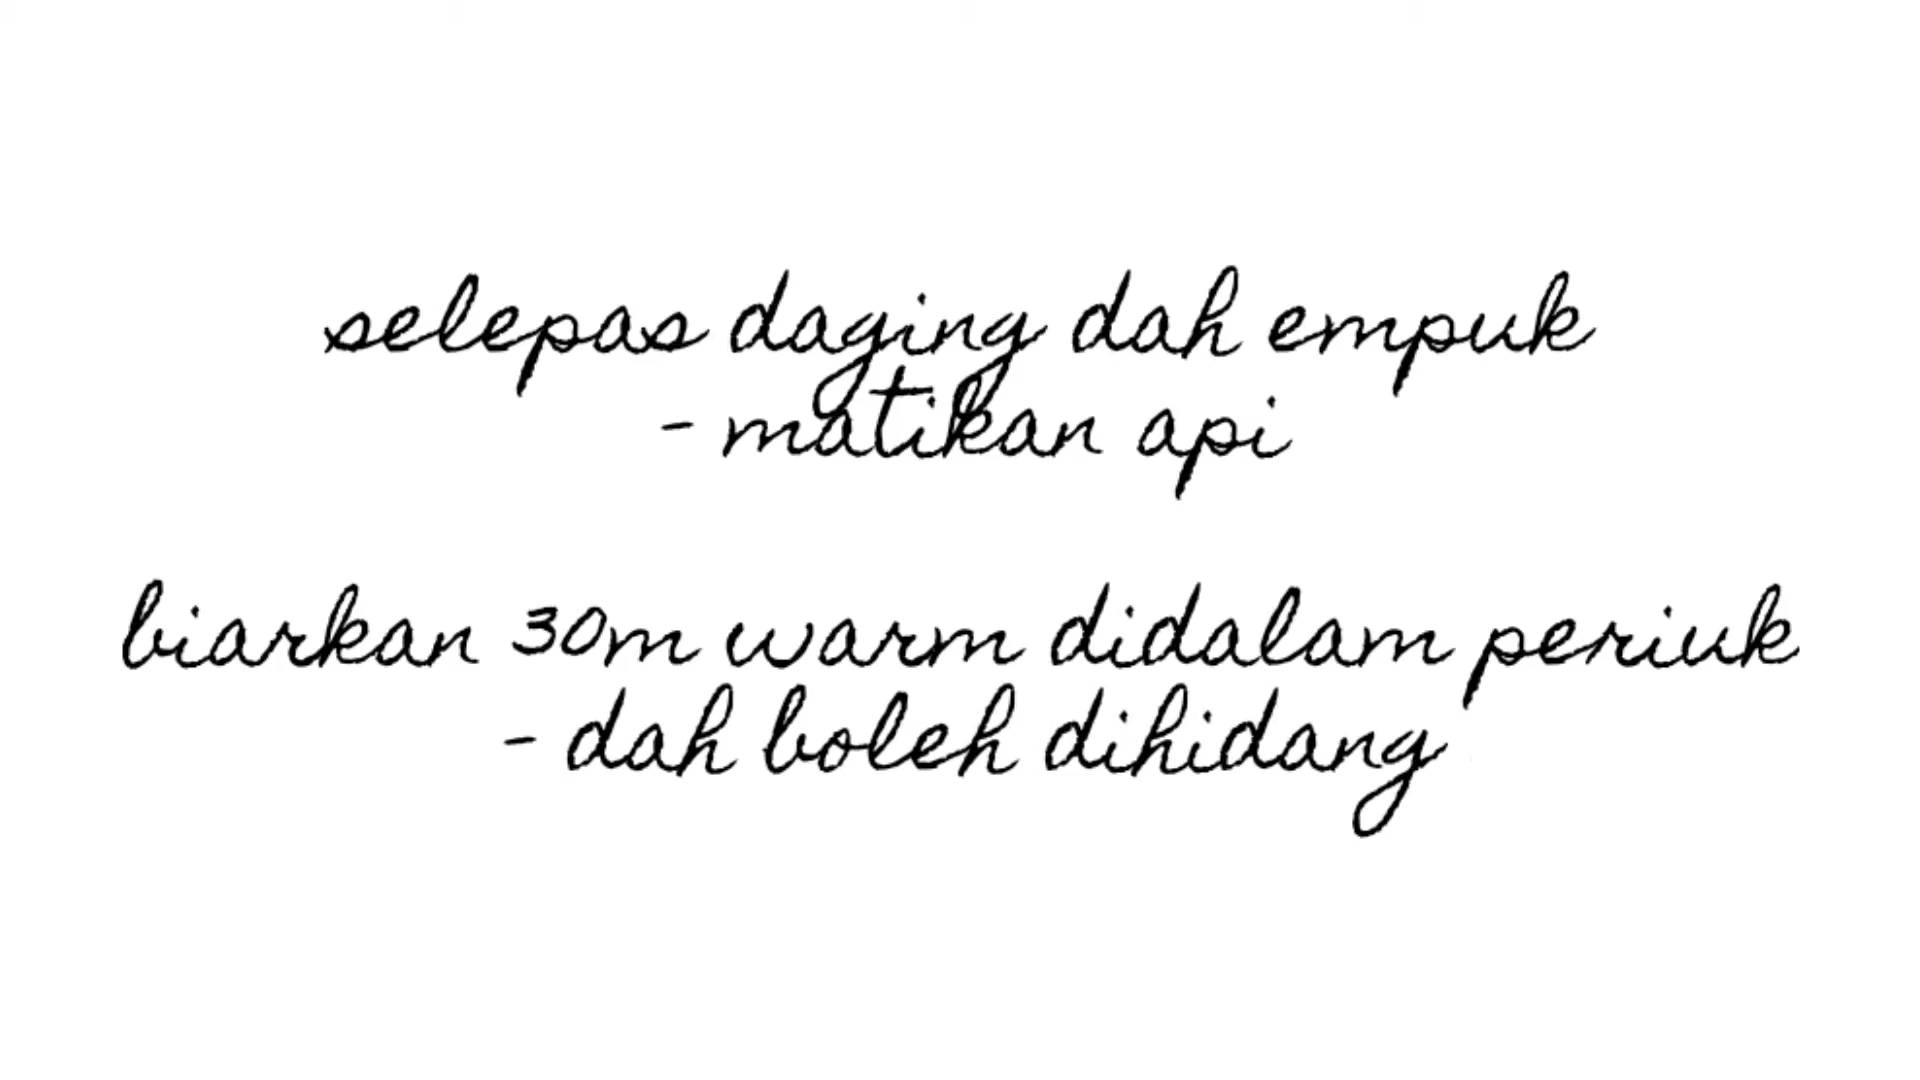 selepas daging dah empuk
- matikan api
biarkan 30m warm didalam periuk
- dah boleh dihidang